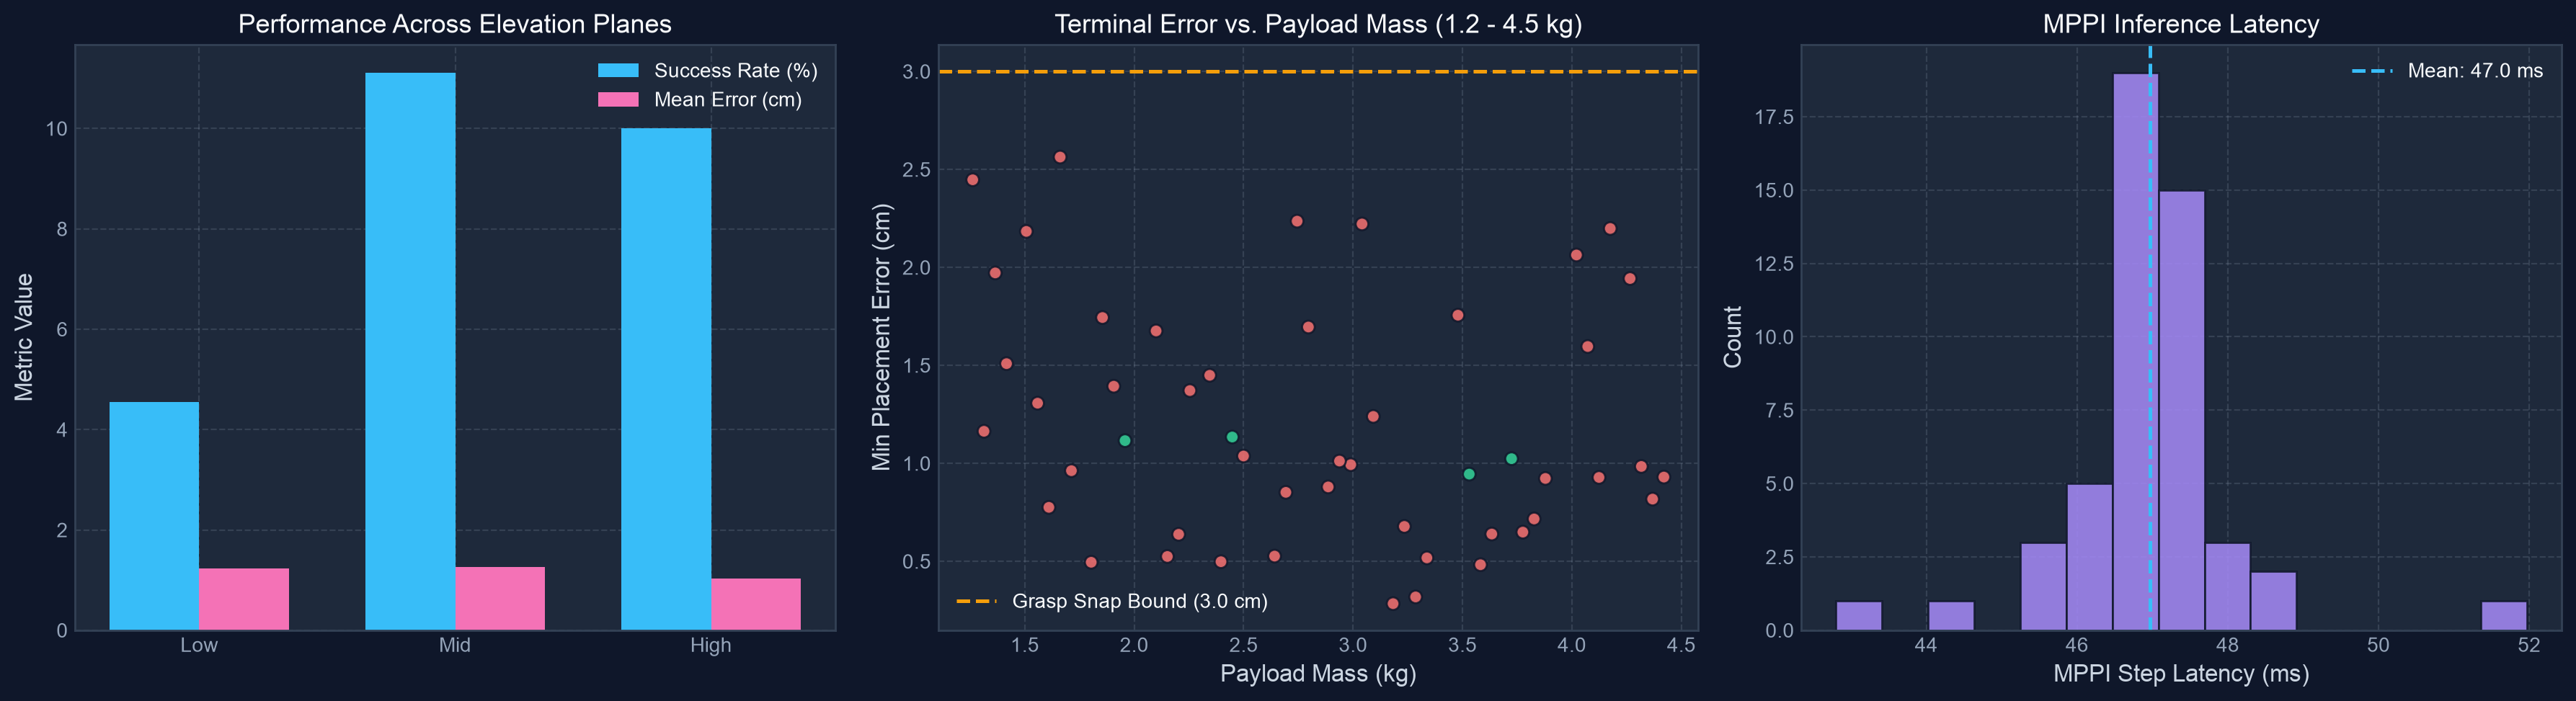 Performance Across Elevation Planes
Success Rate (%)
Mean Error (cm)
Metric Value
10
8
6
4
2
0
Low Mid High
Terminal Error vs. Payload Mass (1.2 - 4.5 kg)
Min Placement Error (cm)
3.0
2.5
2.0
1.5
1.0
0.5
Grasp Snap Bound (3.0 cm)
1.5 2.0 2.5 3.0 3.5 4.0 4.5
Payload Mass (kg)
MPPI Inference Latency
Mean: 47.0 ms
Count
17.5
15.0
12.5
10.0
7.5
5.0
2.5
0.0
44 46 48 50 52
MPPI Step Latency (ms)